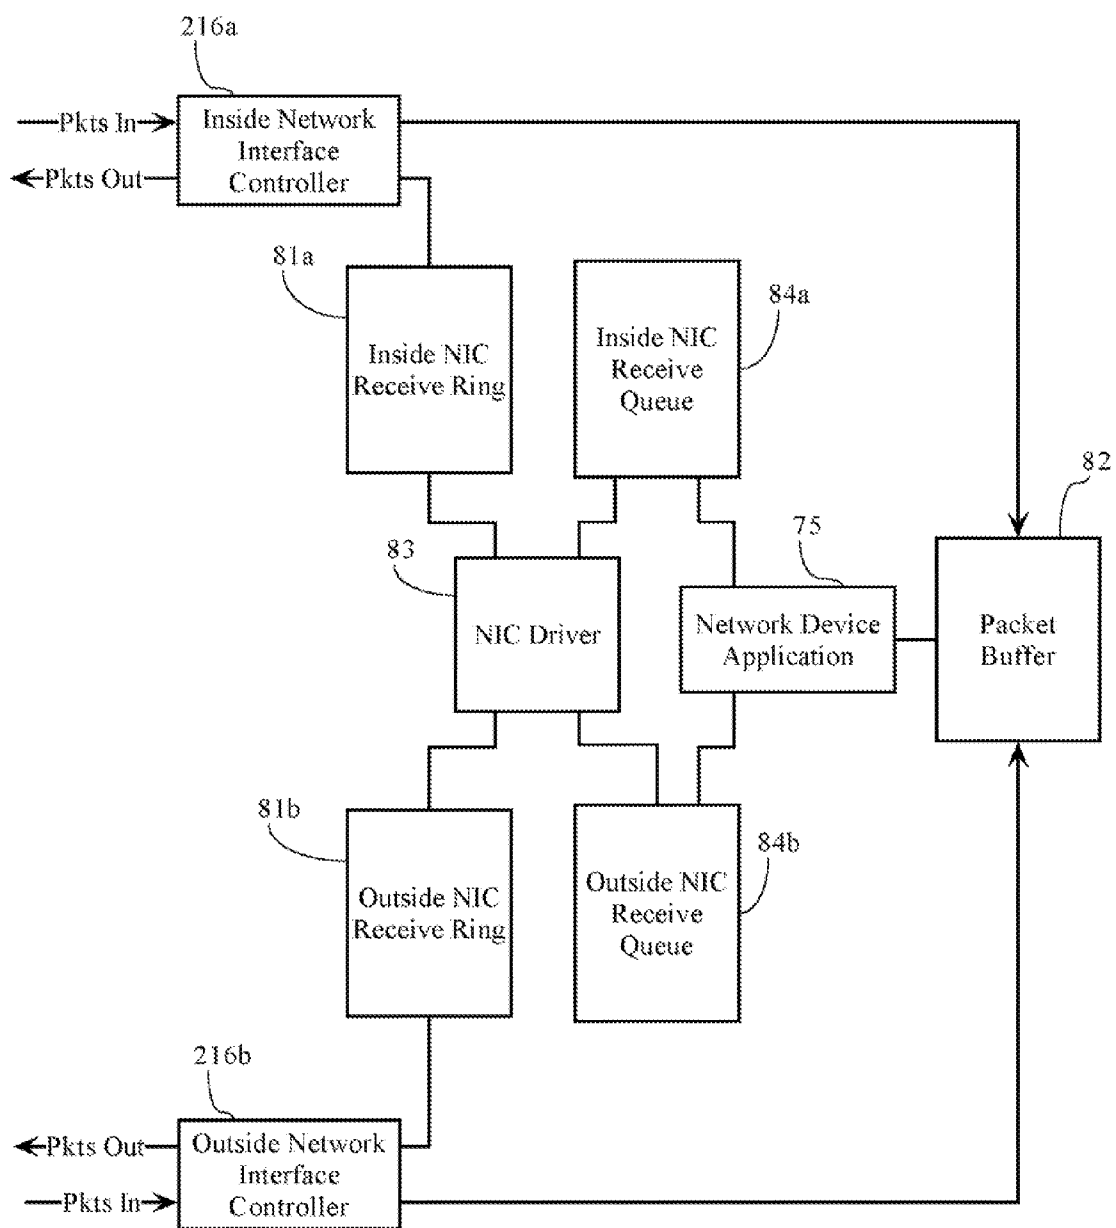 216a
Pkts In
Pkts Out
Inside Network
Interface
Controller
81a
Inside NIC
Receive Ring
84a
Inside NIC
Receive
Queue
82
Packet
Buffer
75
Network Device
Application
83
NIC Driver
81b
Outside NIC
Receive Ring
84b
Outside NIC
Receive
Queue
216b
Pkts Out
Pkts In
Outside Network
Interface
Controller